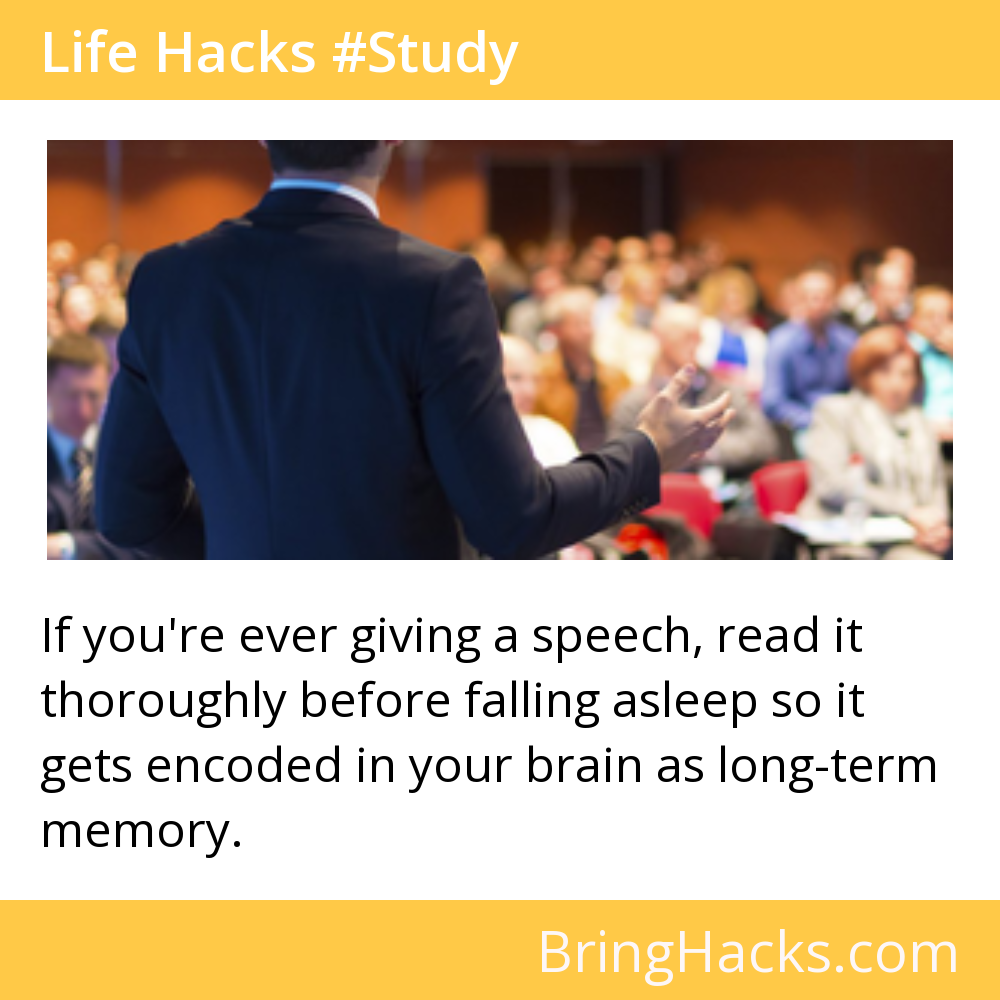 Life Hacks #Study
If you're ever giving a speech, read it
thoroughly before falling asleep so it
gets encoded in your brain as long-term
memory.
BringHacks.com